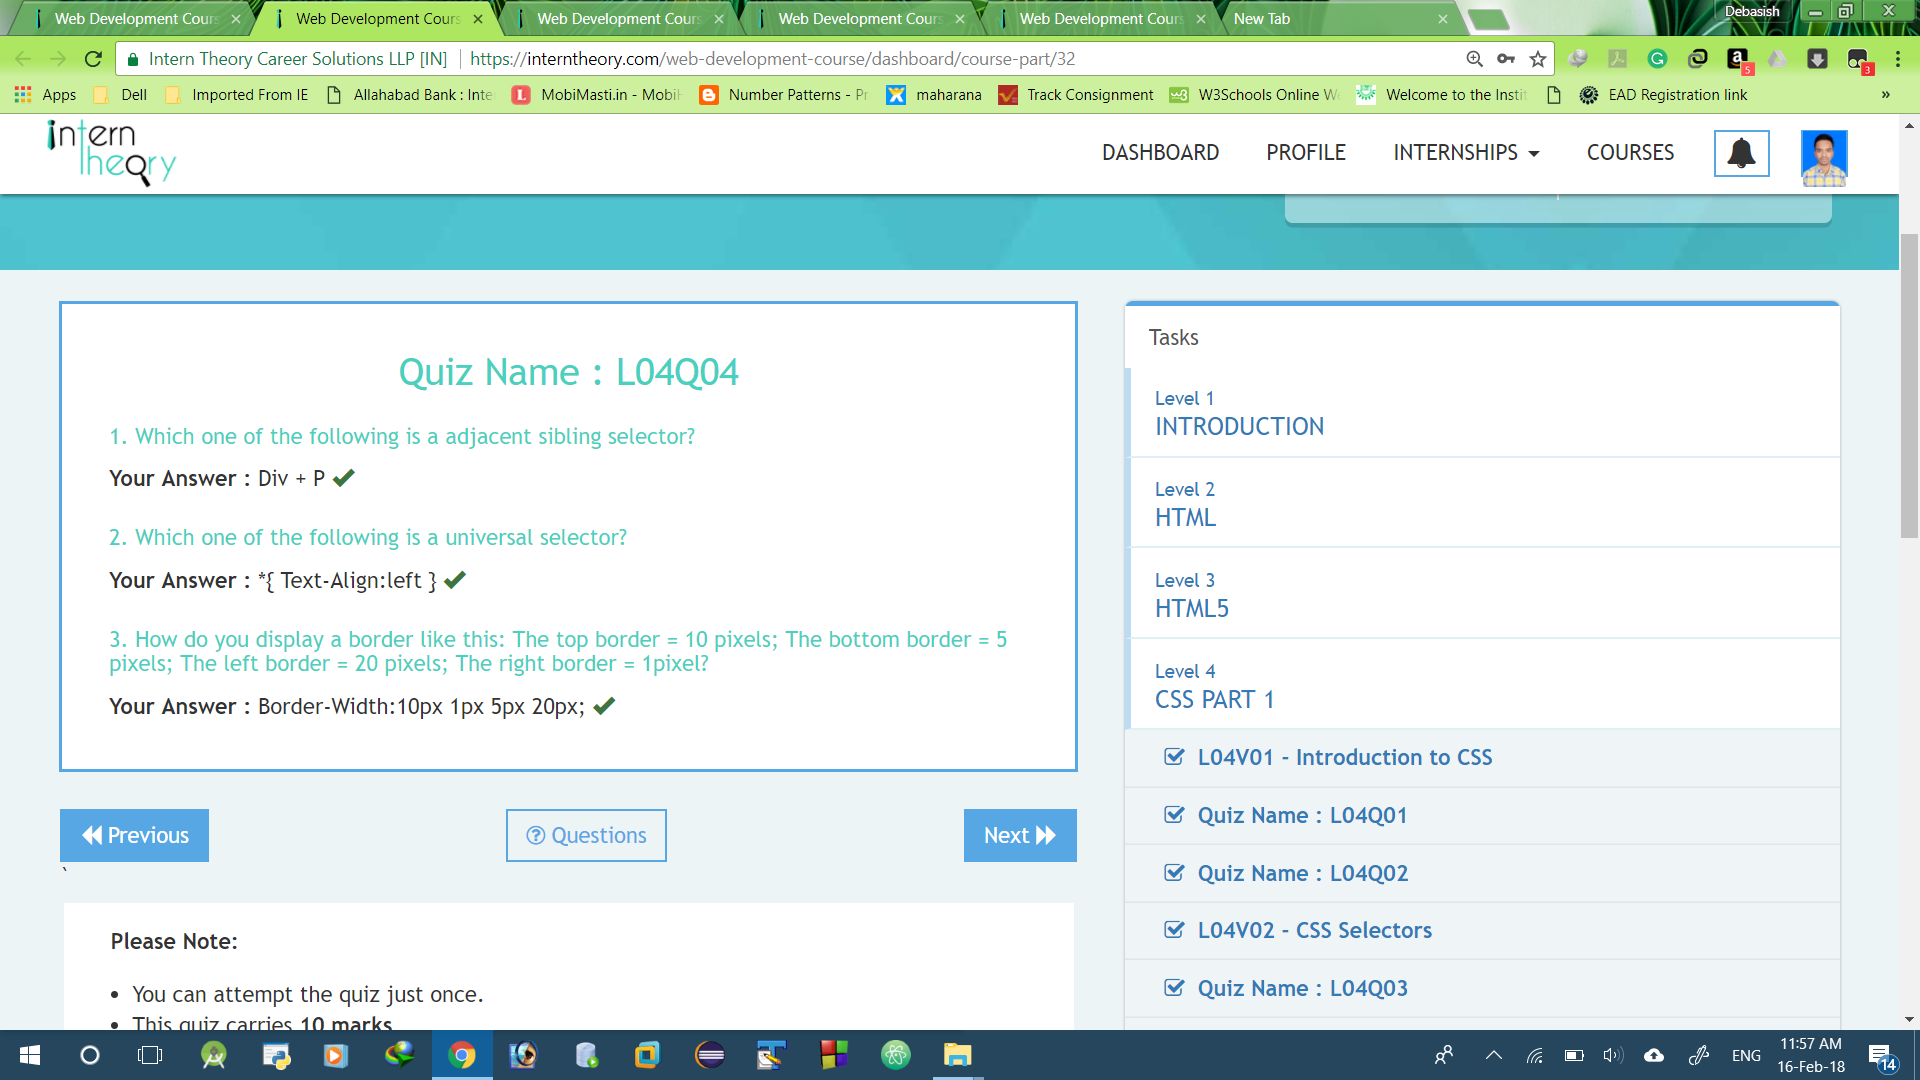 Web Development Cour
Web Development Cours
Web Development Cours
Web Development Cours
Web Development Cours
New Tab
Debasish
Intern Theory Career Solutions LLP [IN]
https://interntheory.com/web-development-course/dashboard/course-part/32
5
3
Apps
Dell
Imported From IE
Allahabad Bank : Inte
MobiMasti.in - Mobi
Number Patterns - Pr
maharana
Track Consignment
W3Schools Online W
Welcome to the Instit
EAD Registration link
»
intern
theory
DASHBOARD
PROFILE
INTERNSHIPS
COURSES
Quiz Name : L04Q04
1. Which one of the following is a adjacent sibling selector?
Your Answer : Div + P
2. Which one of the following is a universal selector?
Your Answer : *{ Text-Align:left }
3. How do you display a border like this: The top border = 10 pixels; The bottom border = 5
pixels; The left border = 20 pixels; The right border = 1pixel?
Your Answer : Border-Width:10px 1px 5px 20px;
Previous
Questions
Next
`
Please Note:
• You can attempt the quiz just once.
• This quiz carries 10 marks
Tasks
Level 1
INTRODUCTION
Level 2
HTML
Level 3
HTML5
Level 4
CSS PART 1
L04V01 - Introduction to CSS
Quiz Name : L04Q01
Quiz Name : L04Q02
L04V02 - CSS Selectors
Quiz Name : L04Q03
ENG
11:57 AM
16-Feb-18
14